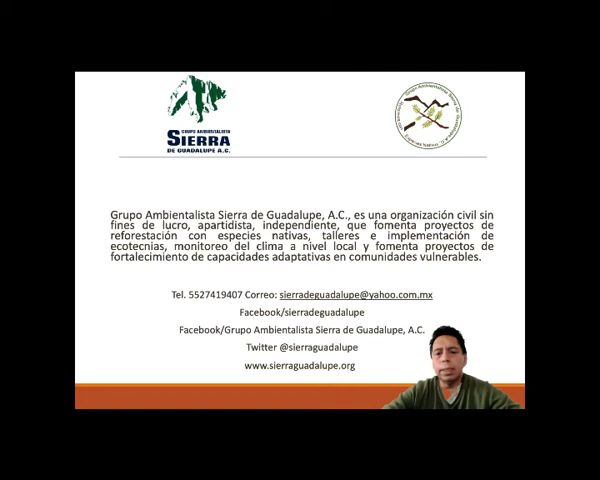 GRUPO AMBIENTALISTA
SIERRA
DE GUADALUPE A.C.
Grupo Ambientalista Sierra de Guadalupe, A.C., es una organización civil sin
fines de lucro, apartidista, independiente, que fomenta proyectos de
reforestación con especies nativas, talleres e implementación de
ecotecnias, monitoreo del clima a nivel local y fomenta proyectos de
fortalecimiento de capacidades adaptativas en comunidades vulnerables.
Tel. 5527419407 Correo: sierradeguadalupe@yahoo.com.mx
Facebook/sierradeguadalupe
Facebook/Grupo Ambientalista Sierra de Guadalupe, A.C.
Twitter @sierraguadalupe
www.sierraguadalupe.org